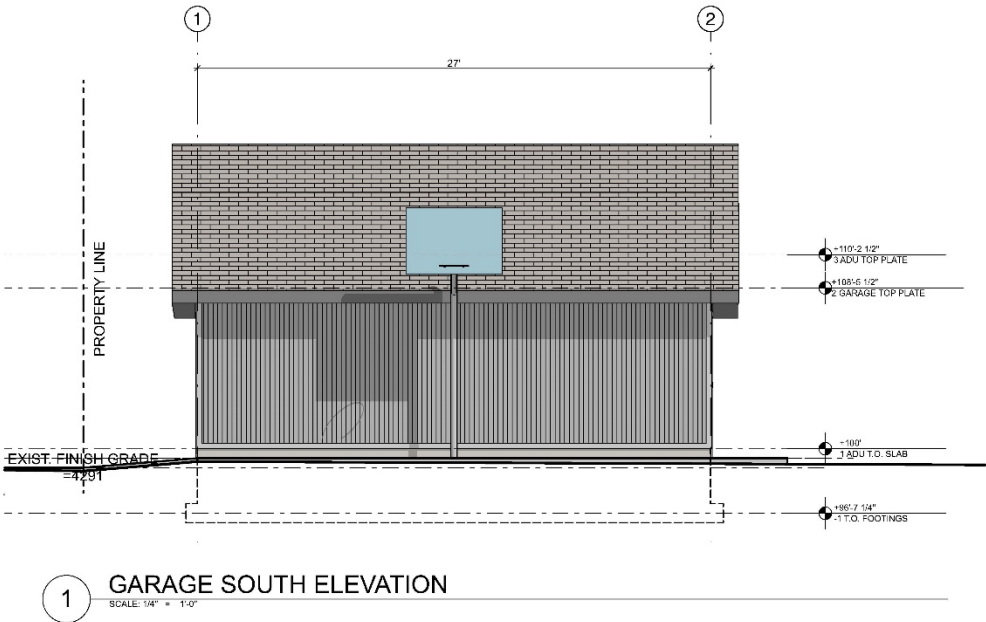 1
2
27'
PROPERTY LINE
+110'-2 1/2"
3 ADU TOP PLATE
+108'-5 1/2"
2 GARAGE TOP PLATE
+100'
1 ADU T.O. SLAB
EXIST. FINISH GRADE
=4291
+96'-7 1/4"
-1 T.O. FOOTINGS
1
GARAGE SOUTH ELEVATION
SCALE: 1/4" = 1'-0"